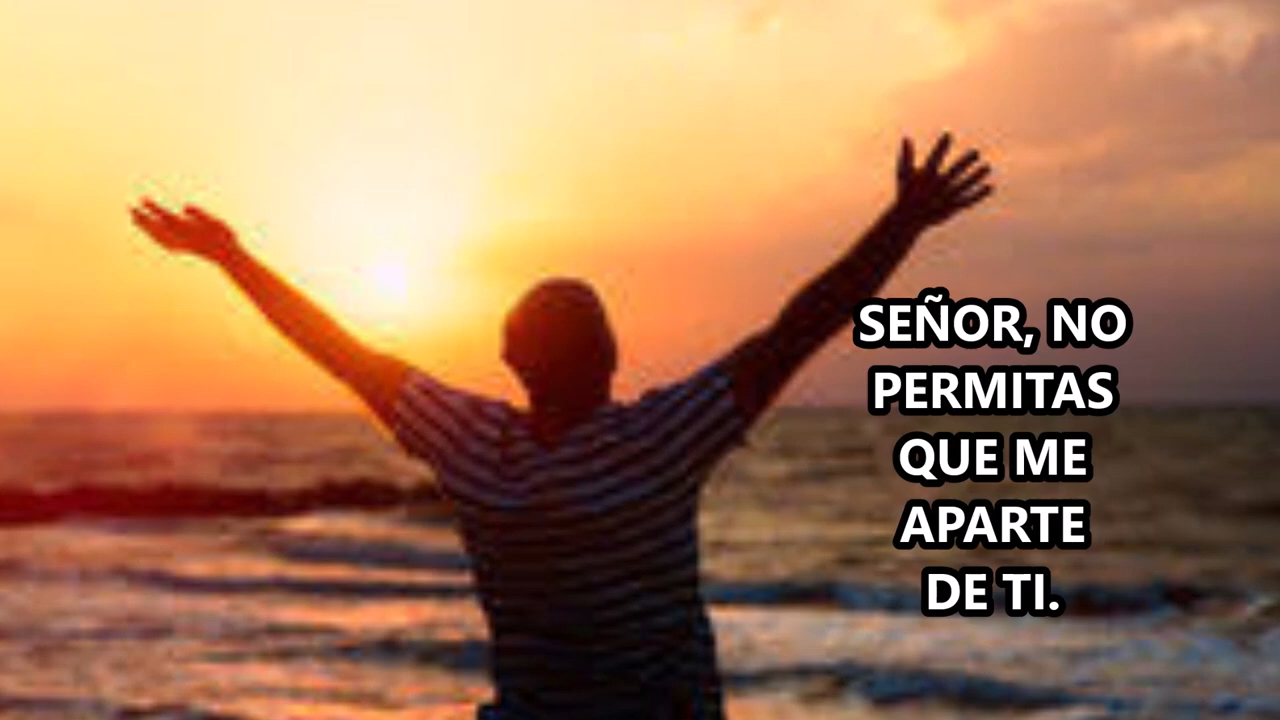 SEÑOR, NO
PERMITAS
QUE ME
APARTE
DE TI.